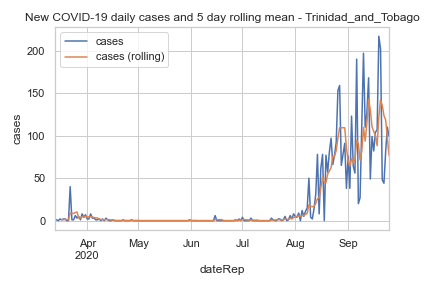 New COVID-19 daily cases and 5 day rolling mean - Trinidad_and_Tobago
cases
cases (rolling)
cases
200
150
100
50
0
Apr
2020
May
Jun
Jul
Aug
Sep
dateRep